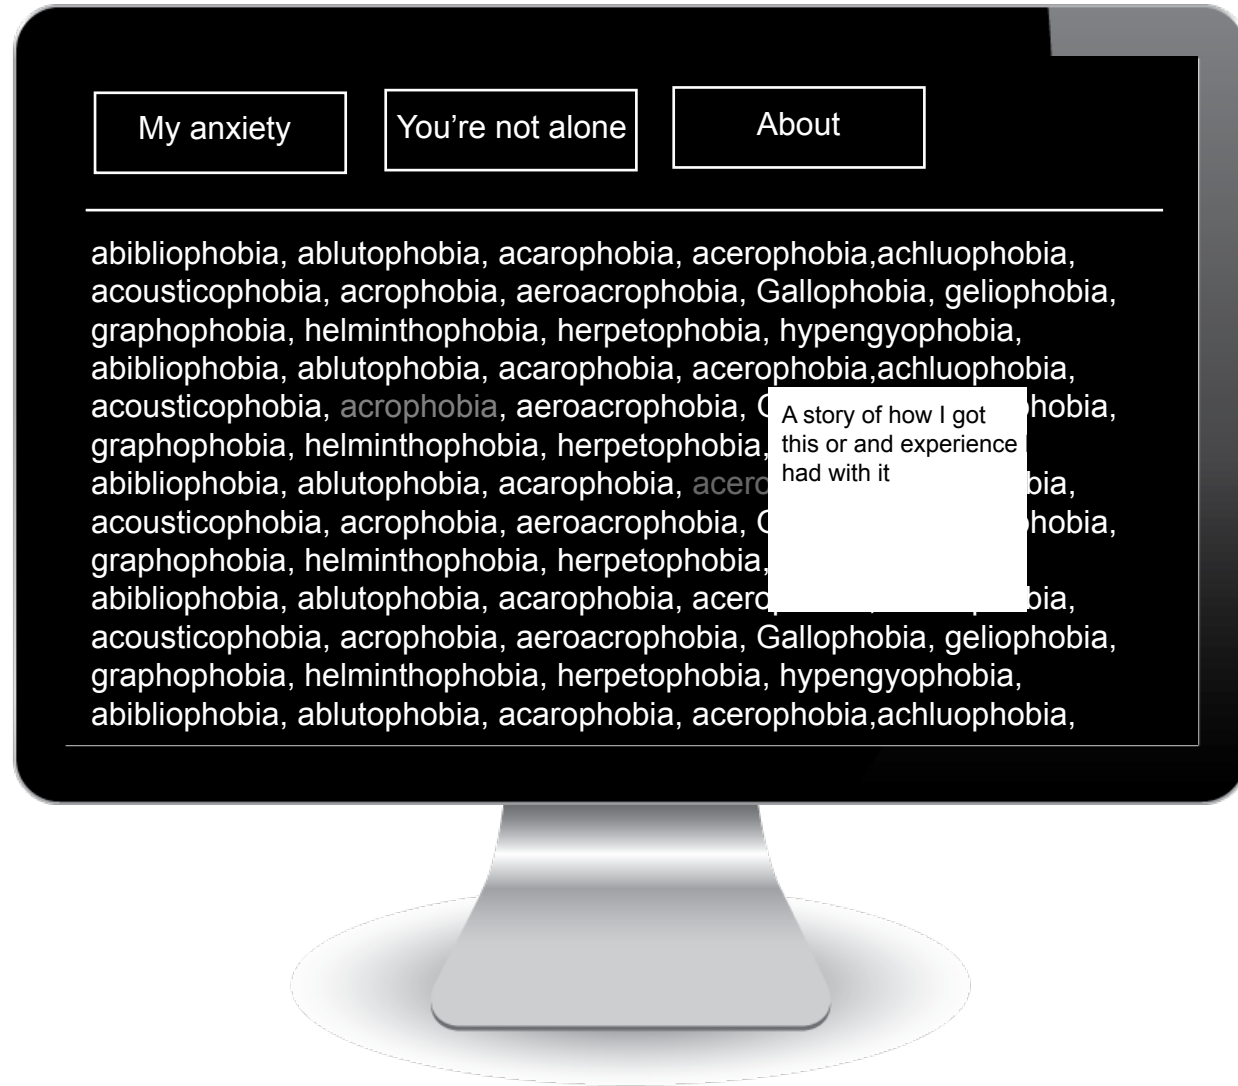 My anxiety
You're not alone
About
abibliophobia, ablutophobia, acarophobia, acerophobia,achluophobia,
acousticophobia, acrophobia, aeroacrophobia, Gallophobia, geliophobia,
graphophobia, helminthophobia, herpetophobia, hypengyophobia,
abibliophobia, ablutophobia, acarophobia, acerophobia,achluophobia,
acousticophobia, acrophobia, aeroacrophobia,
graphophobia, helminthophobia, herpetophobia,
abibliophobia, ablutophobia, acarophobia,
acousticophobia, acrophobia, aeroacrophobia,
graphophobia, helminthophobia, herpetophobia,
abibliophobia, ablutophobia, acarophobia,
acousticophobia, acrophobia, aeroacrophobia, Gallophobia, geliophobia,
graphophobia, helminthophobia, herpetophobia, hypengyophobia,
abibliophobia, ablutophobia, acarophobia, acerophobia,achluophobia,
A story of how I got
this or and experience
had with it